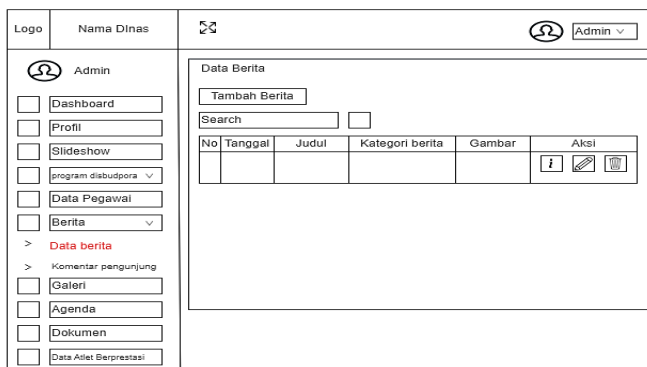 Logo
Nama DInas
Admin
Admin
Dashboard
Profil
Slideshow
program disbudpora
Data Pegawai
Berita
> Data berita
> Komentar pengunjung
Galeri
Agenda
Dokumen
Data Atlet Berprestasi
Data Berita
Tambah Berita
Search
No Tanggal Judul Kategori berita Gambar Aksi
i